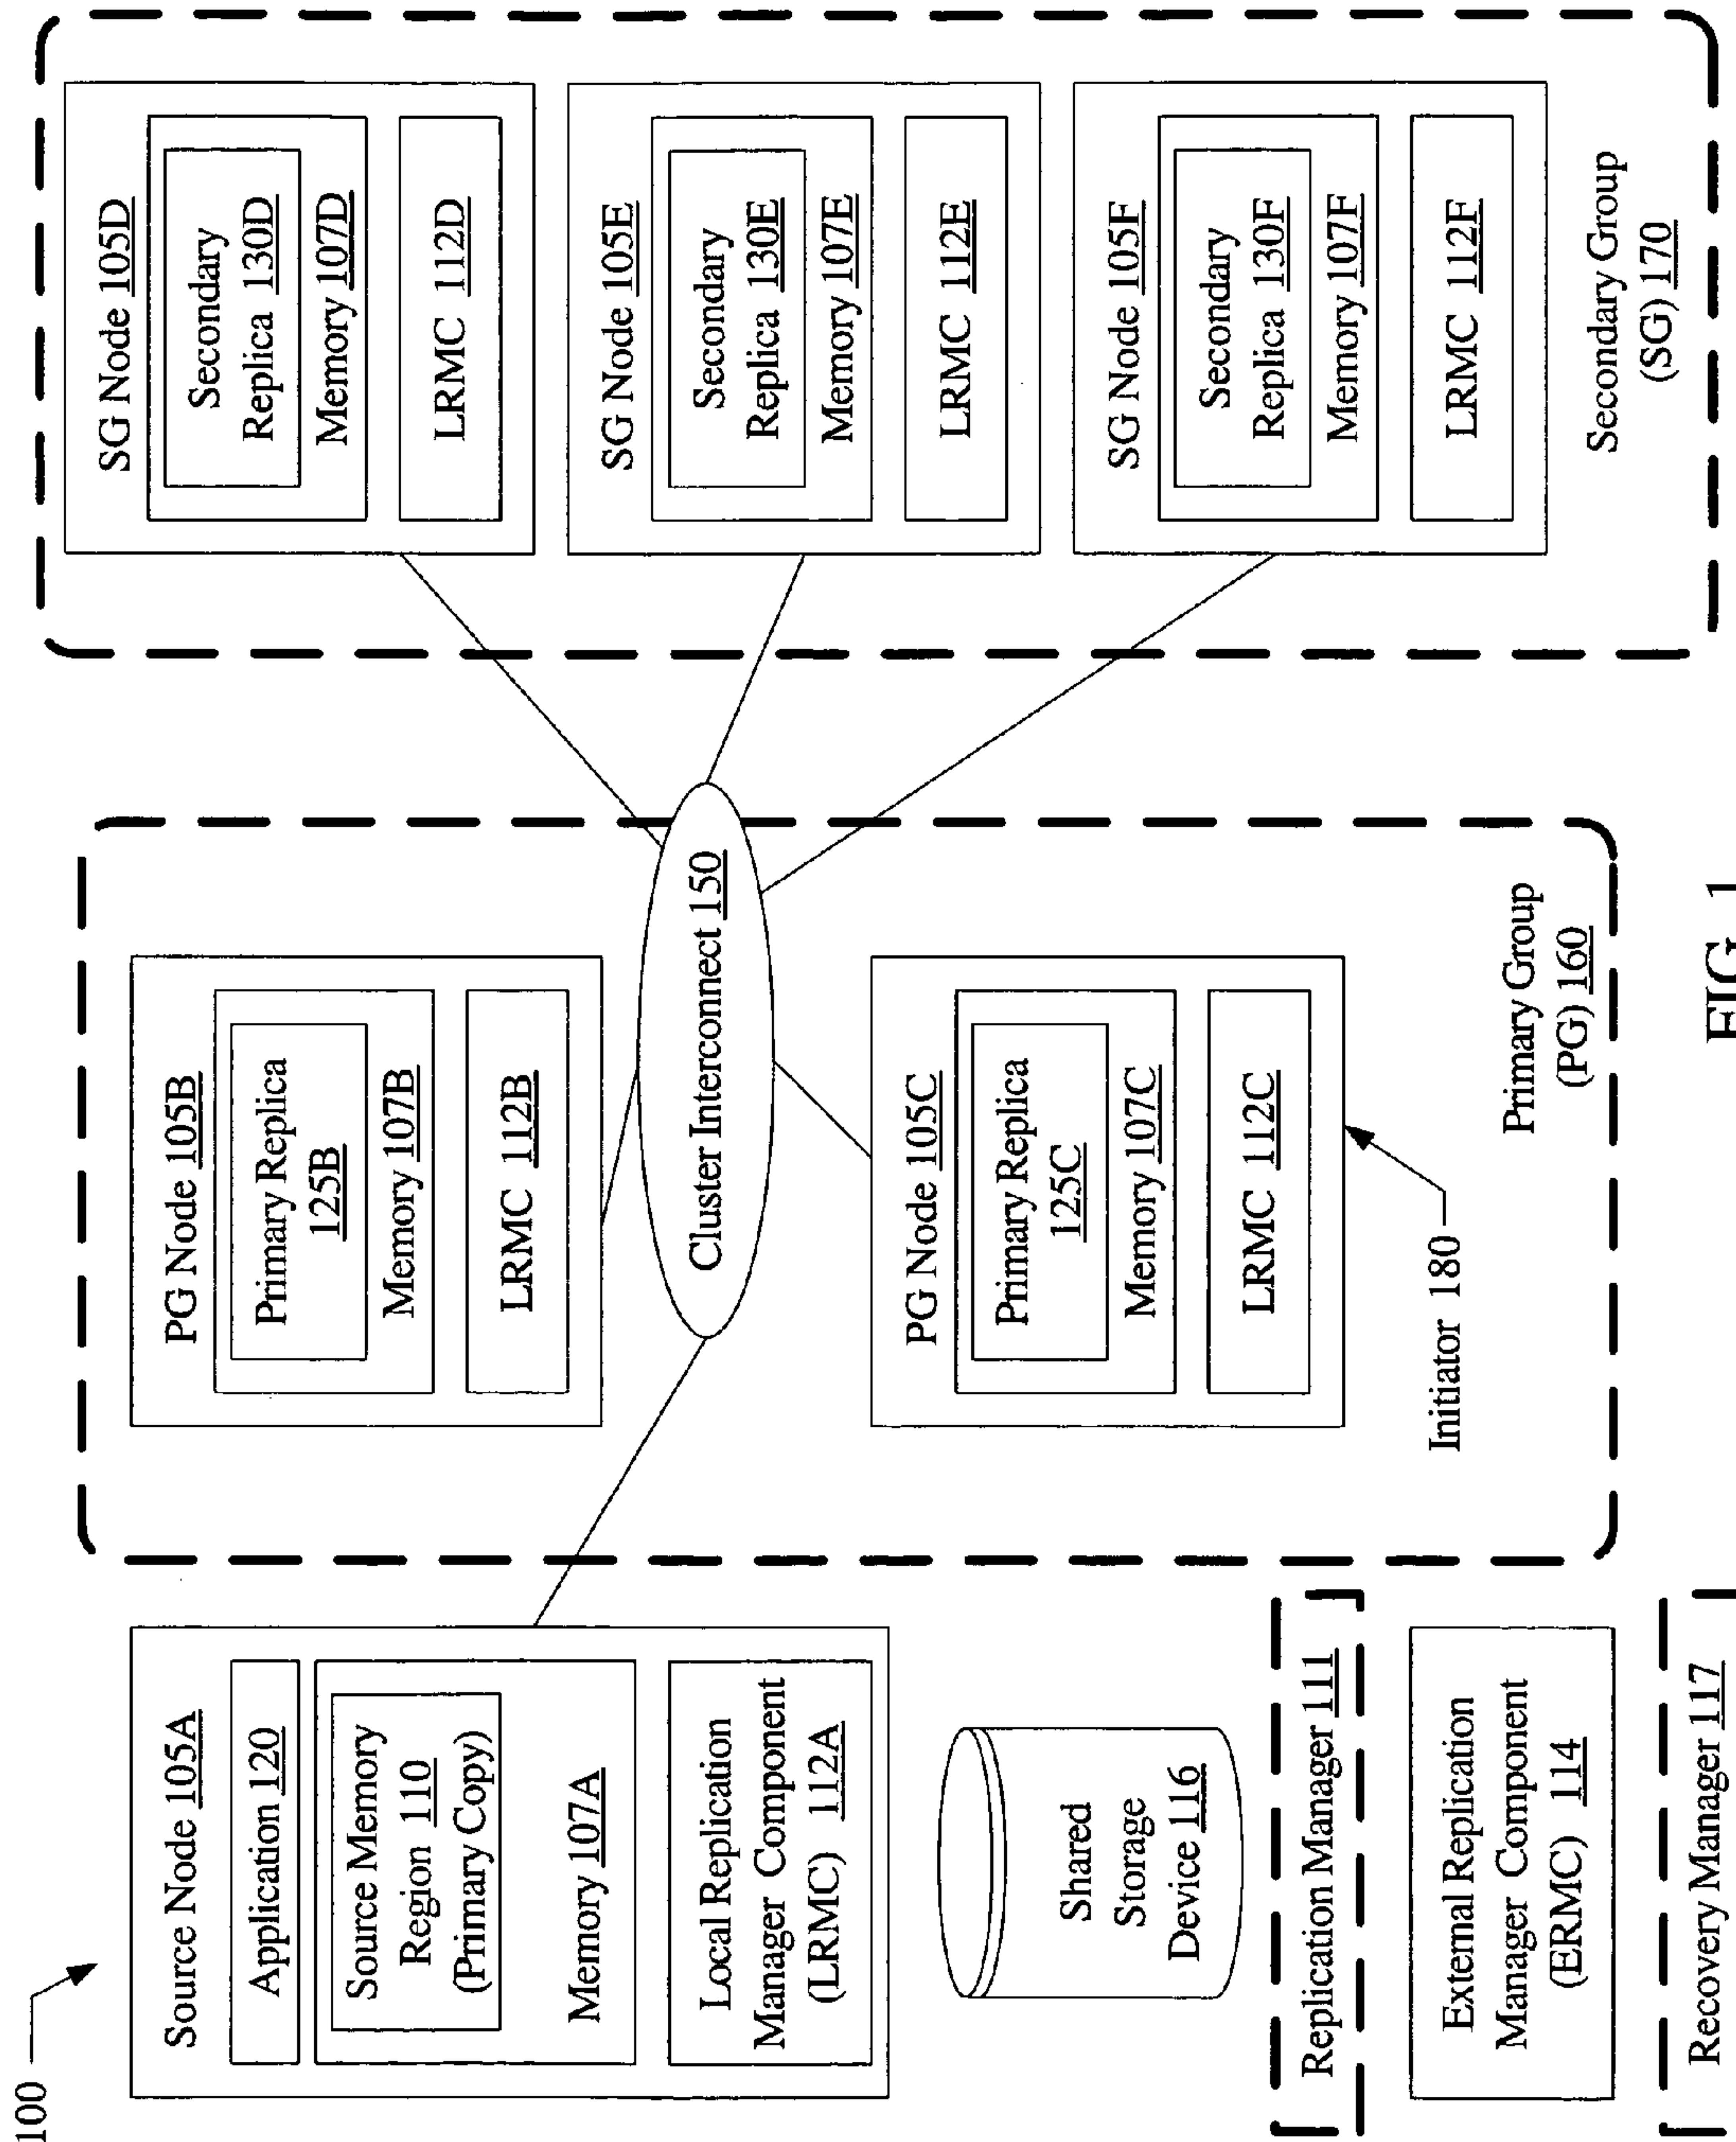 100
Source Node 105A
Application 120
Source Memory
Region 110
(Primary Copy)
Memory 107A
Local Replication
Manager Component
(LRMC) 112A
Shared
Storage
Device 116
Replication Manager 111
External Replication
Manager Component
(ERMC) 114
Recovery Manager 117
PG Node 105B
Primary Replica
125B
Memory 107B
LRMC 112B
Cluster Interconnect 150
PG Node 105C
Primary Replica
125C
Memory 107C
LRMC 112C
Initiator 180
Primary Group
(PG) 160
SG Node 105D
Secondary
Replica 130D
Memory 107D
LRMC 112D
SG Node 105E
Secondary
Replica 130E
Memory 107E
LRMC 112E
SG Node 105F
Secondary
Replica 130F
Memory 107F
LRMC 112F
Secondary Group
(SG) 170
FIG. 1